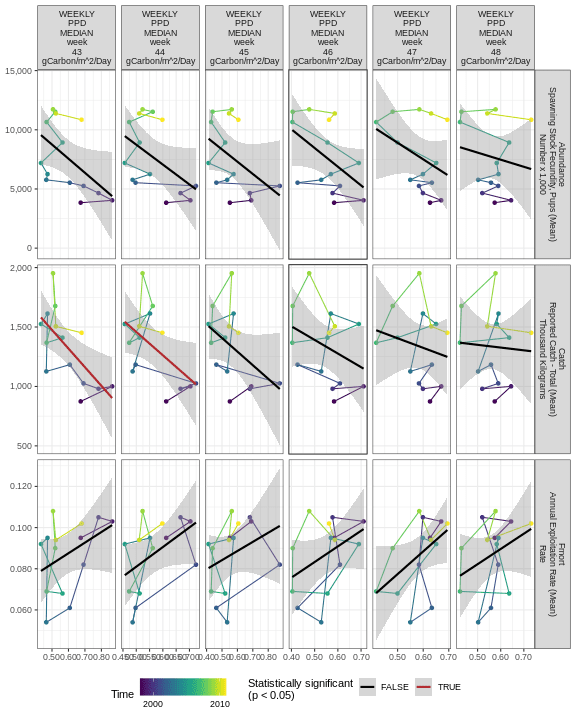 WEEKLY
PPD
MEDIAN
week
43
gCarbon/m^2/Day
WEEKLY
PPD
MEDIAN
week
44
gCarbon/m^2/Day
WEEKLY
PPD
MEDIAN
week
45
gCarbon/m^2/Day
WEEKLY
PPD
MEDIAN
week
46
gCarbon/m^2/Day
WEEKLY
PPD
MEDIAN
week
47
gCarbon/m^2/Day
WEEKLY
PPD
MEDIAN
week
48
gCarbon/m^2/Day
15,000
10,000
5,000
0
Abundance
Spawning Stock Fecundity, Pups (Mean)
Number x 1,000
2,000
1,500
1,000
500
Catch
Reported Catch - Total (Mean)
Thousand Kilograms
0.120
0.100
0.080
0.060
Fmort
Annual Exploitation Rate (Mean)
Rate
0.50 0.60 0.70 0.80
0.40 0.50 0.60 0.70
0.50 0.60 0.70
0.50 0.60 0.70
Time
2000 2010
Statistically significant
(p < 0.05)
FALSE
TRUE